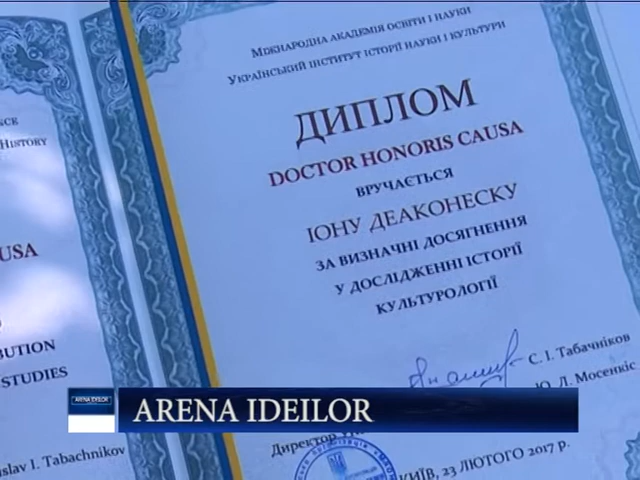 NCE
HISTORY
USA
BUTION
STUDIES
slav I. Tabachnikov
МІЖНАРОДНА АКАДЕМІЯ ОСВІТИ І НАУКИ
УКРАЇНСЬКИЙ ІНСТИТУТ ІСТОРІЇ НАУКИ І КУЛЬТУРИ
ДИПЛОМ
DOCTOR HONORIS CAUSA
ВРУЧАЄТЬСЯ
ІОНУ ДЕАКОНЕСКУ
ЗА ВИЗНАЧНІ ДОСЯГНЕННЯ
У ДОСЛІДЖЕННІ ІСТОРІЇ
КУЛЬТУРОЛОГІЇ
С. І. Табачніков
Ю. Л. Мосенкіс
Директор
КИЇВ, 23 ЛЮТОГО 2017 р.
ARENA IDEILOR
ARENA IDEILOR